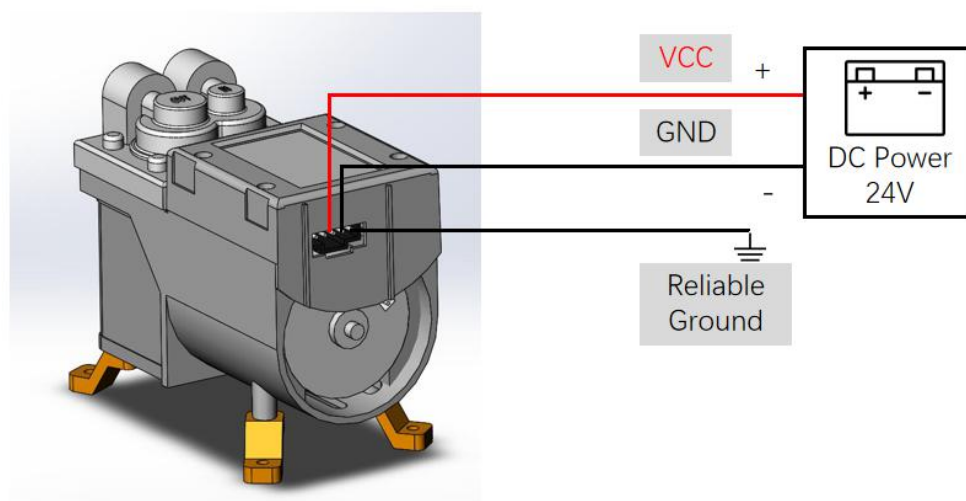 VCC
+
GND
-
+ -
DC Power
24V
Reliable
Ground